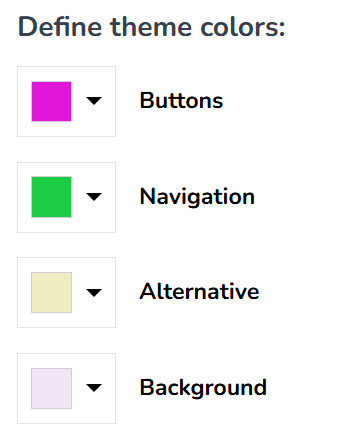 Define theme colors:
Buttons
Navigation
Alternative
Background